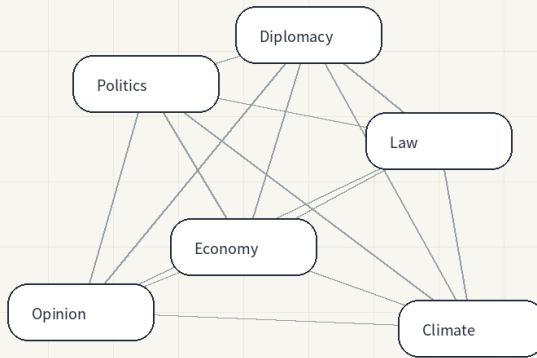 Diplomacy
Politics
Law
Economy
Opinion
Climate